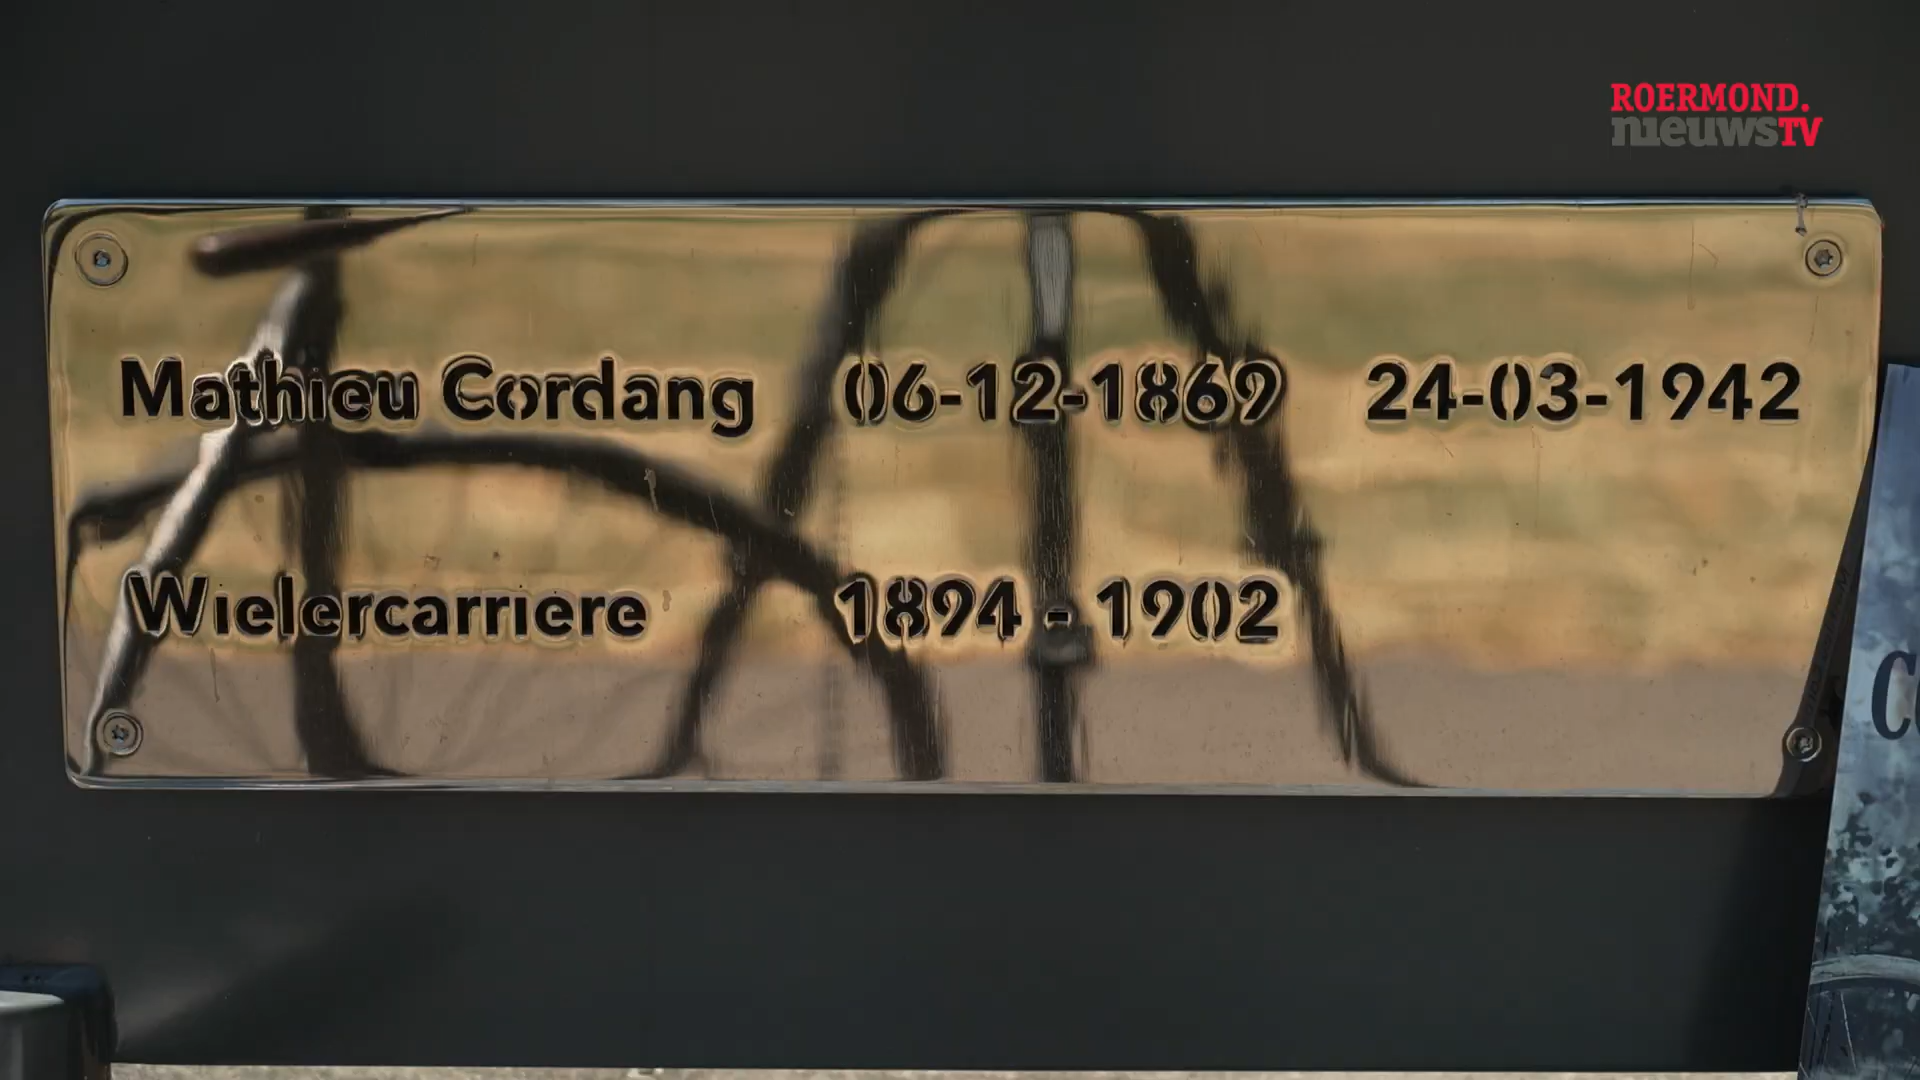 ROERMOND.
nieuwsTV
Mathieu Cordang 06-12-1869 24-03-1942
Wielercarriere 1894 - 1902